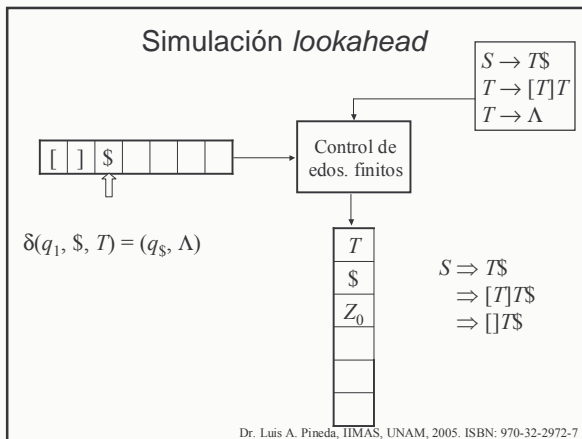 Simulación lookahead
S → T$
T → [T]T
T → Λ
Control de
edos. finitos
[ ] $
δ(q₁, $, T) = (q$, Λ)
T
$
Z₀
S ⇒ T$
⇒ [T]T$
⇒ []T$
Dr. Luis A. Pineda, IIMAS, UNAM, 2005. ISBN: 970-32-2972-7